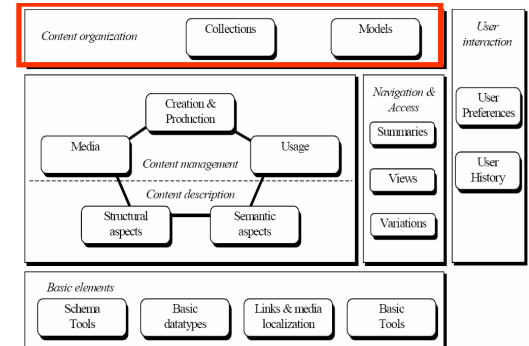 Content organization
Collections
Models
User
interaction
Creation &
Production
Media
Usage
Content management
Content description
Structural
aspects
Semantic
aspects
Navigation &
Access
Summaries
Views
Variations
User
Preferences
User
History
Basic elements
Schema
Tools
Basic
datatypes
Links & media
localization
Basic
Tools